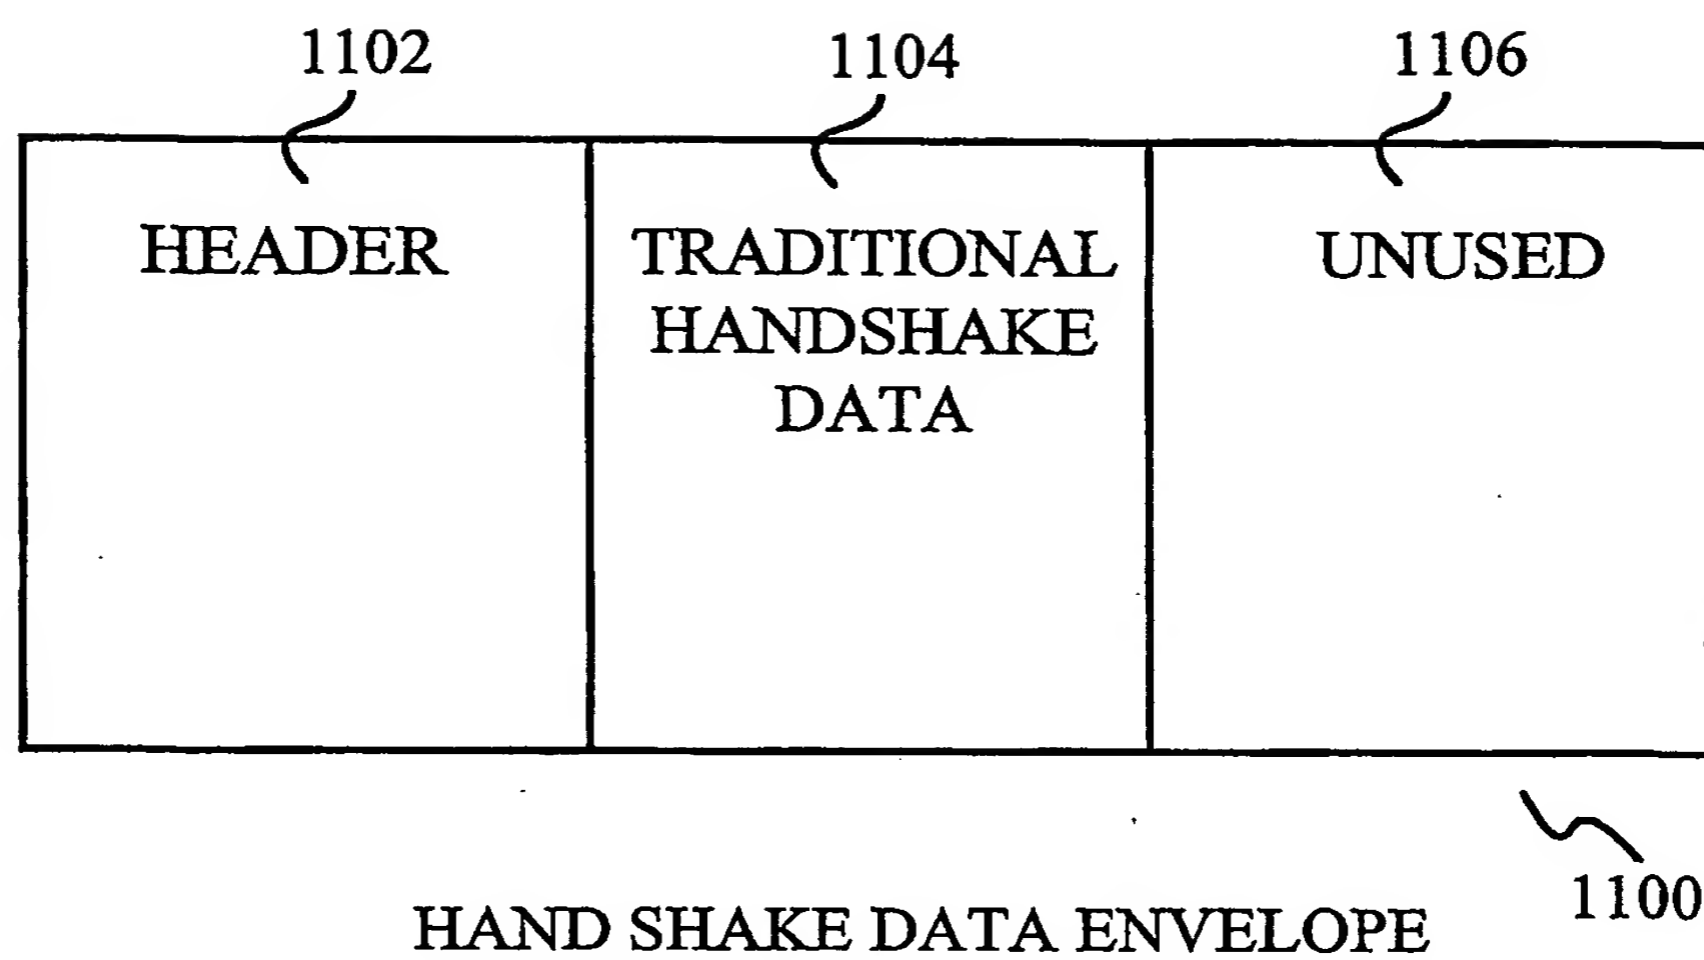 1102 1104 1106
HEADER
TRADITIONAL
HANDSHAKE
DATA
UNUSED
1100
HAND SHAKE DATA ENVELOPE